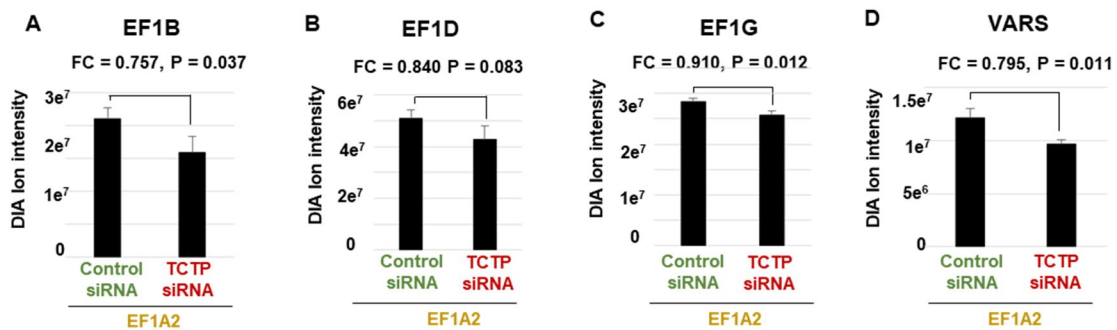 A
EF1B
FC = 0.757, P = 0.037
DIA Ion intensity
3e⁷
2e⁷
1e⁷
0
Control siRNA
TCTP siRNA
EF1A2
B
EF1D
FC = 0.840 P = 0.083
DIA Ion intensity
6e⁷
4e⁷
2e⁷
0
Control siRNA
TCTP siRNA
EF1A2
C
EF1G
FC = 0.910, P = 0.012
DIA Ion intensity
3e⁷
2e⁷
1e⁷
0
Control siRNA
TCTP siRNA
EF1A2
D
VARS
FC = 0.795, P = 0.011
DIA Ion intensity
1.5e⁷
1e⁷
5e⁶
0
Control siRNA
TCTP siRNA
EF1A2